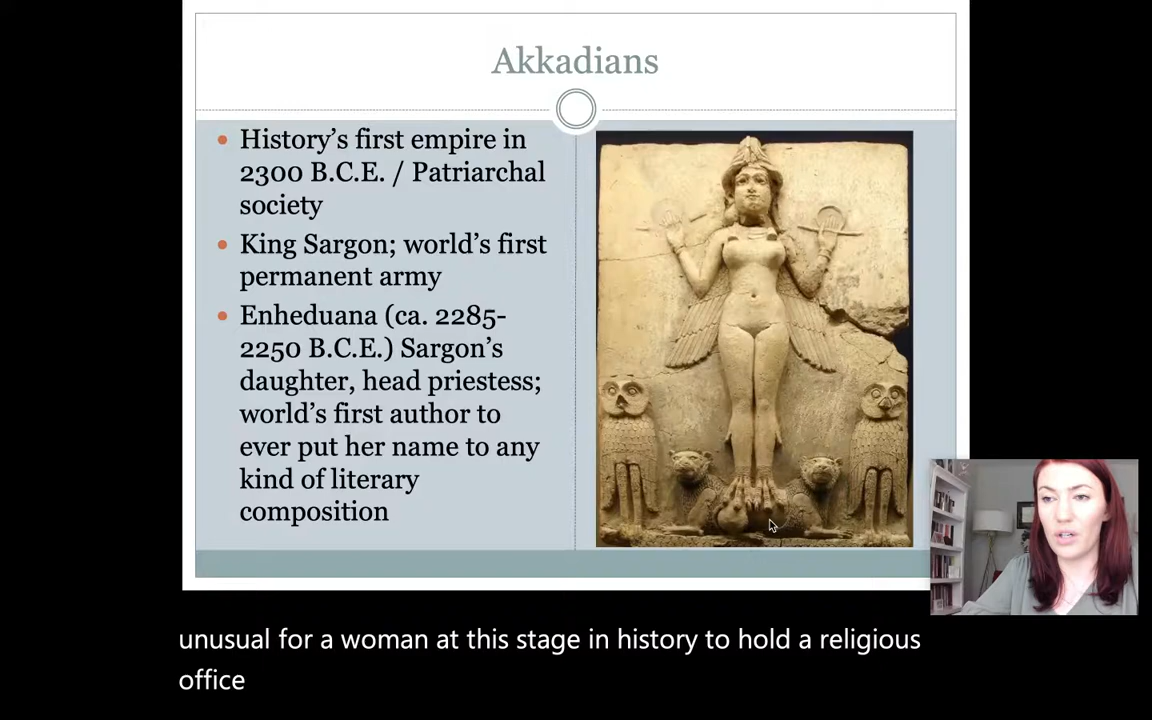 Akkadians
• History’s first empire in
2300 B.C.E. / Patriarchal
society
• King Sargon; world’s first
permanent army
• Enheduana (ca. 2285-
2250 B.C.E.) Sargon’s
daughter, head priestess;
world’s first author to
ever put her name to any
kind of literary
composition
unusual for a woman at this stage in history to hold a religious
office